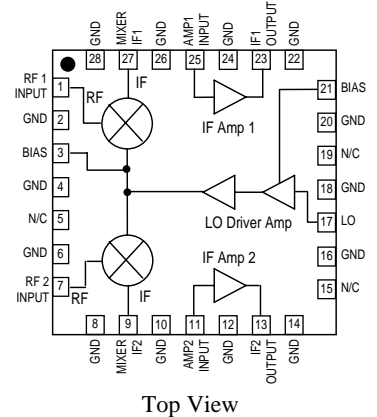 GND
MIXER
IF1
GND
AMP1
INPUT
GND
IF1
OUTPUT
GND
28
27
26
25
24
23
22
RF 1
INPUT
1
RF
IF
21
BIAS
GND
2
IF Amp 1
20
GND
BIAS
3
19
N/C
GND
4
18
GND
N/C
5
LO Driver Amp
17
LO
GND
6
IF Amp 2
16
GND
RF 2
INPUT
7
RF
IF
15
N/C
8
9
10
11
12
13
14
GND
MIXER
IF2
GND
AMP2
INPUT
GND
IF2
OUTPUT
GND
Top View